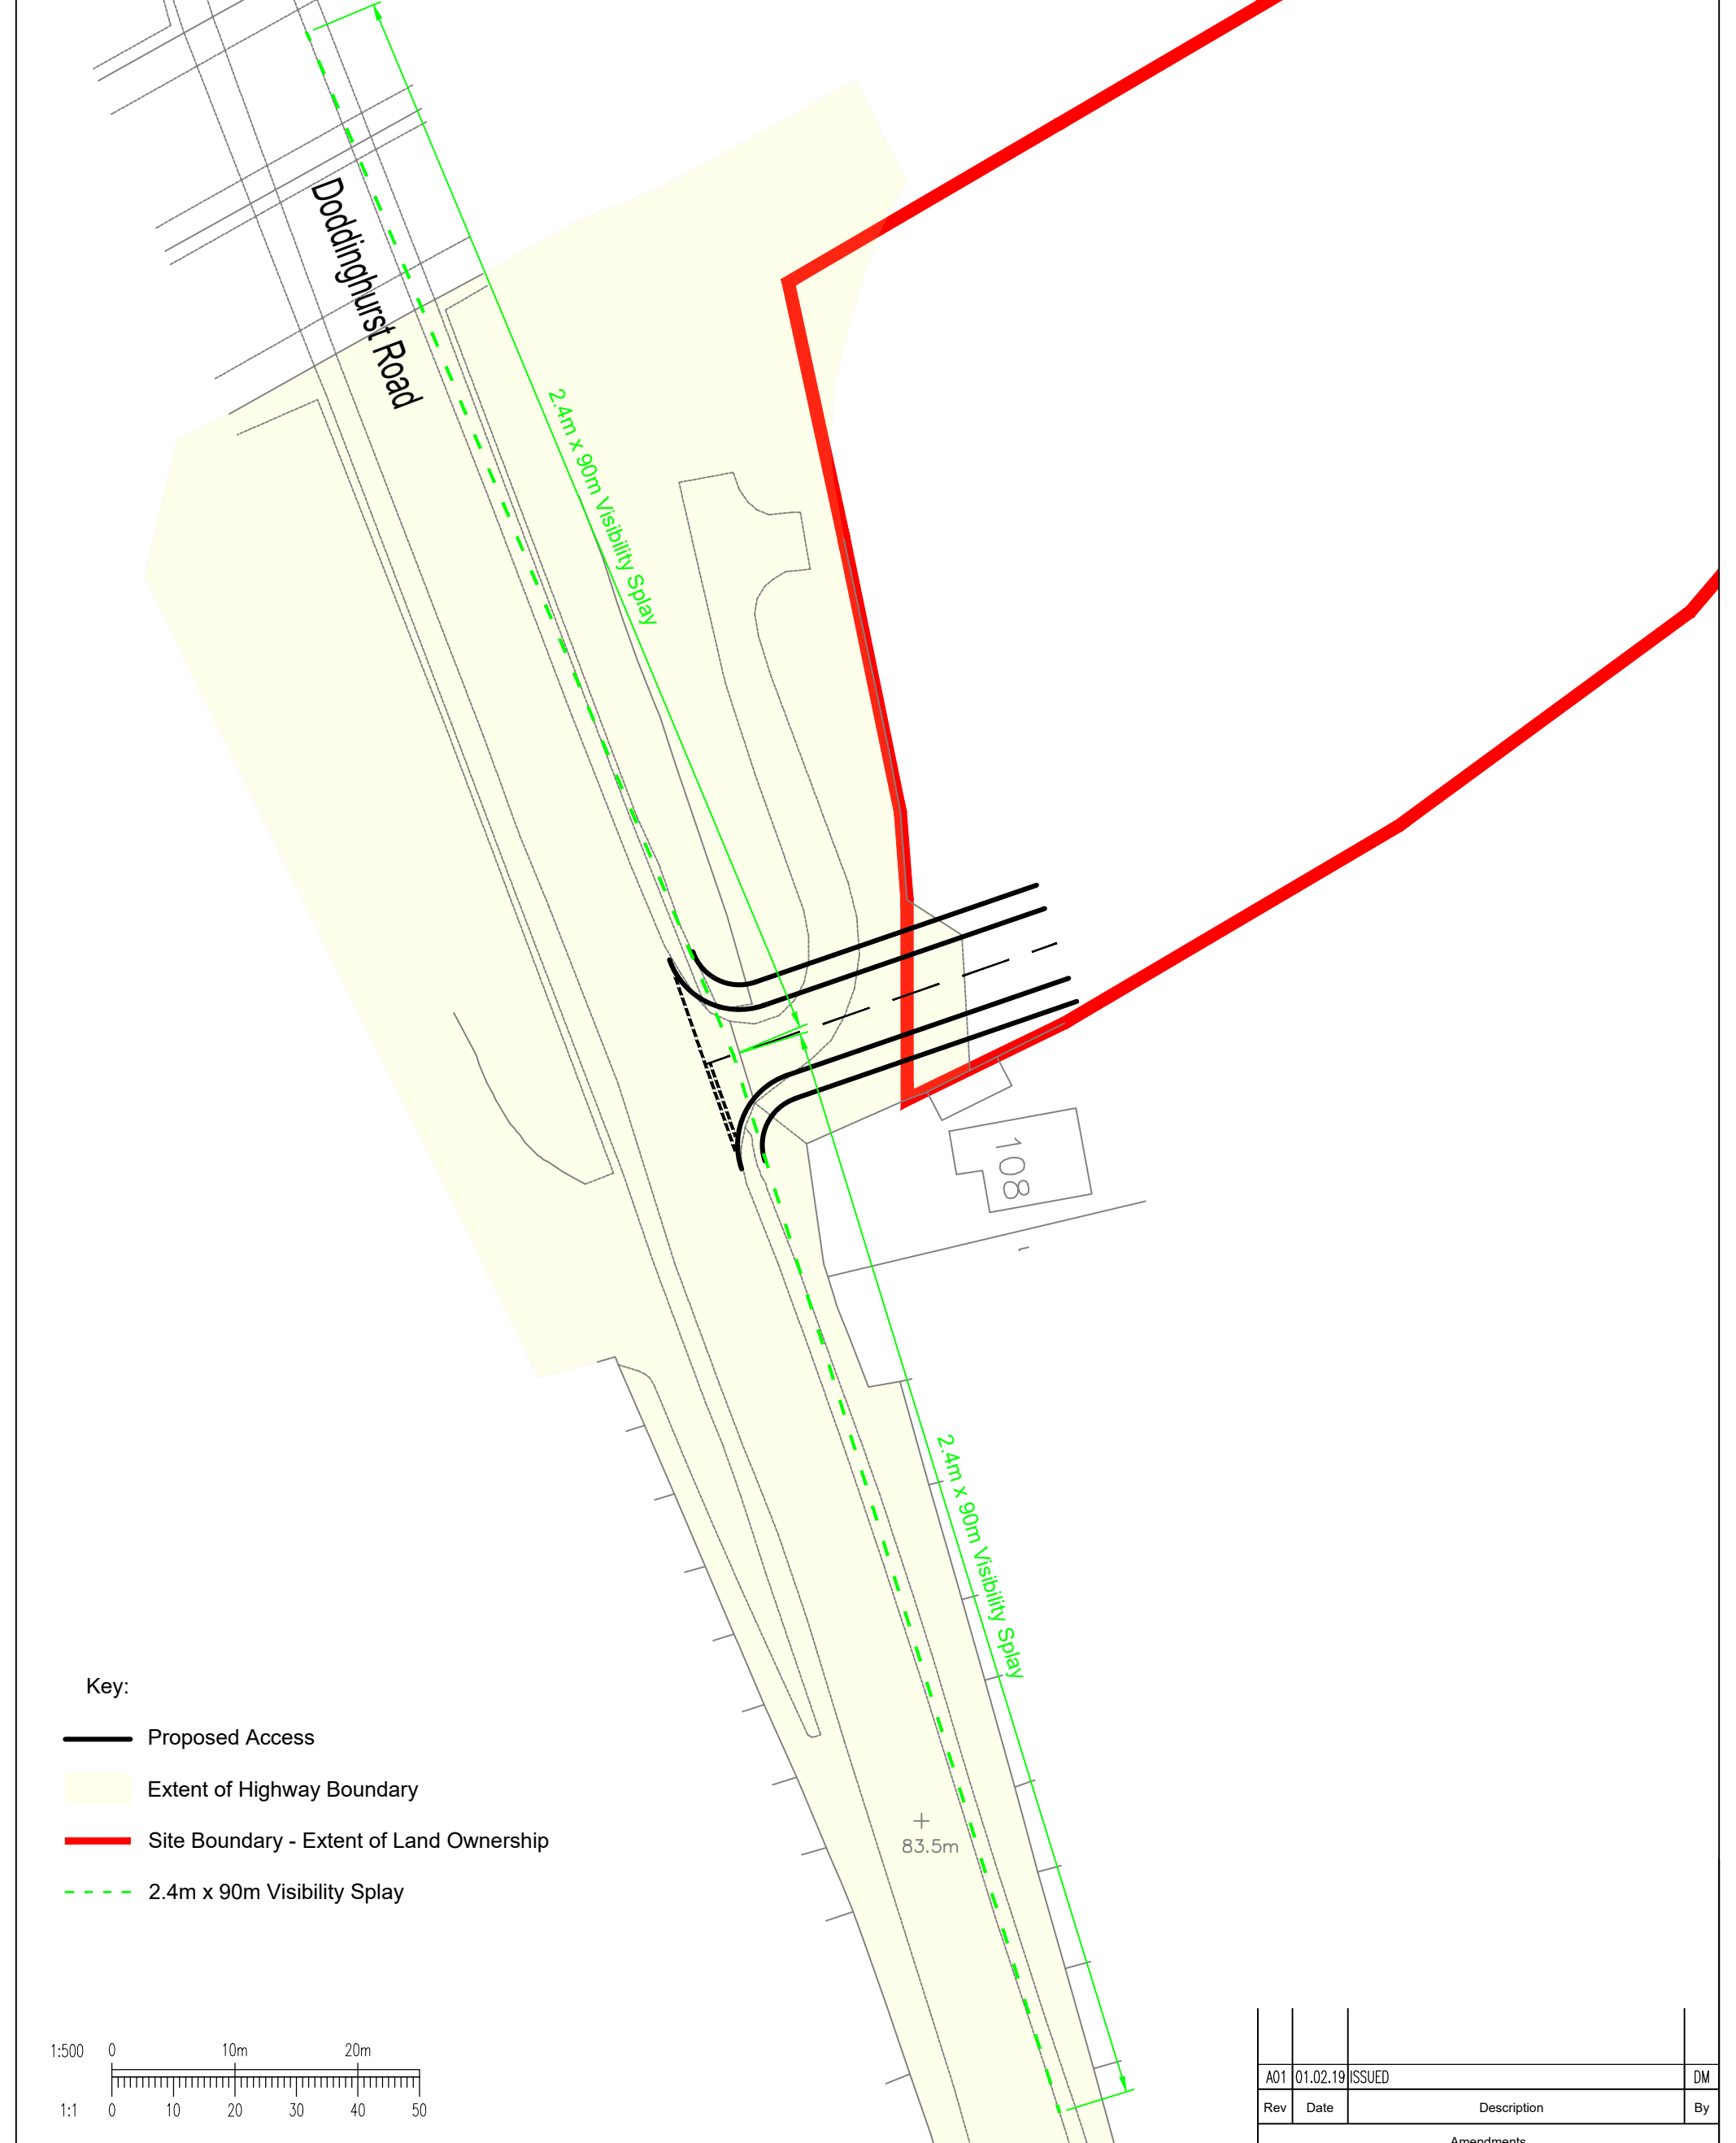 Doddinghurst Road
2.4m x 90m Visibility Splay
108
1
2.4m x 90m Visibility Splay
Key:
Proposed Access
Extent of Highway Boundary
Site Boundary - Extent of Land Ownership
2.4m x 90m Visibility Splay
83.5m
1:500 0 10m 20m
1:1 0 10 20 30 40 50
A01 01.02.19 ISSUED DM
Rev Date Description By
Amendments